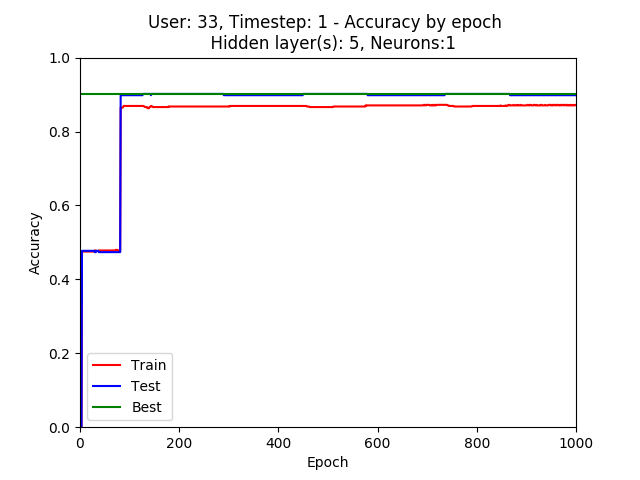 User: 33, Timestep: 1 - Accuracy by epoch
Hidden layer(s): 5, Neurons:1
1.0
0.8
0.6
0.4
0.2
0.0
Accuracy
Train
Test
Best
0 200 400 600 800 1000
Epoch